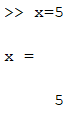 >> x=5
x =
5